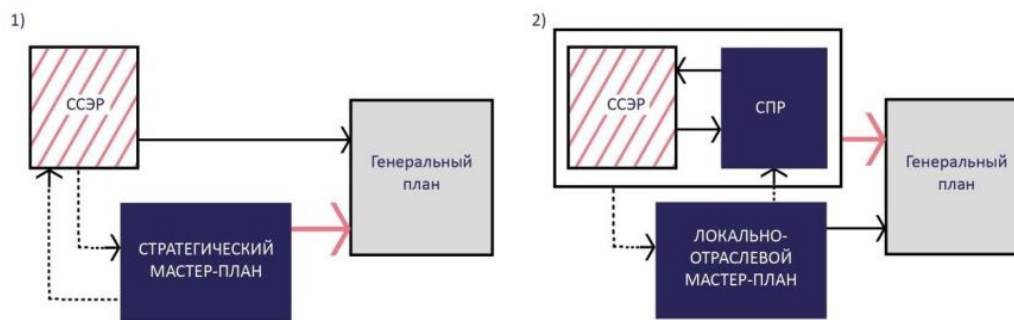 1)
ССЭР
Генеральный
план
СТРАТЕГИЧЕСКИЙ
МАСТЕР-ПЛАН
2)
ССЭР
СПР
Генеральный
план
ЛОКАЛЬНО-
ОТРАСЛЕВОЙ
МАСТЕР-ПЛАН